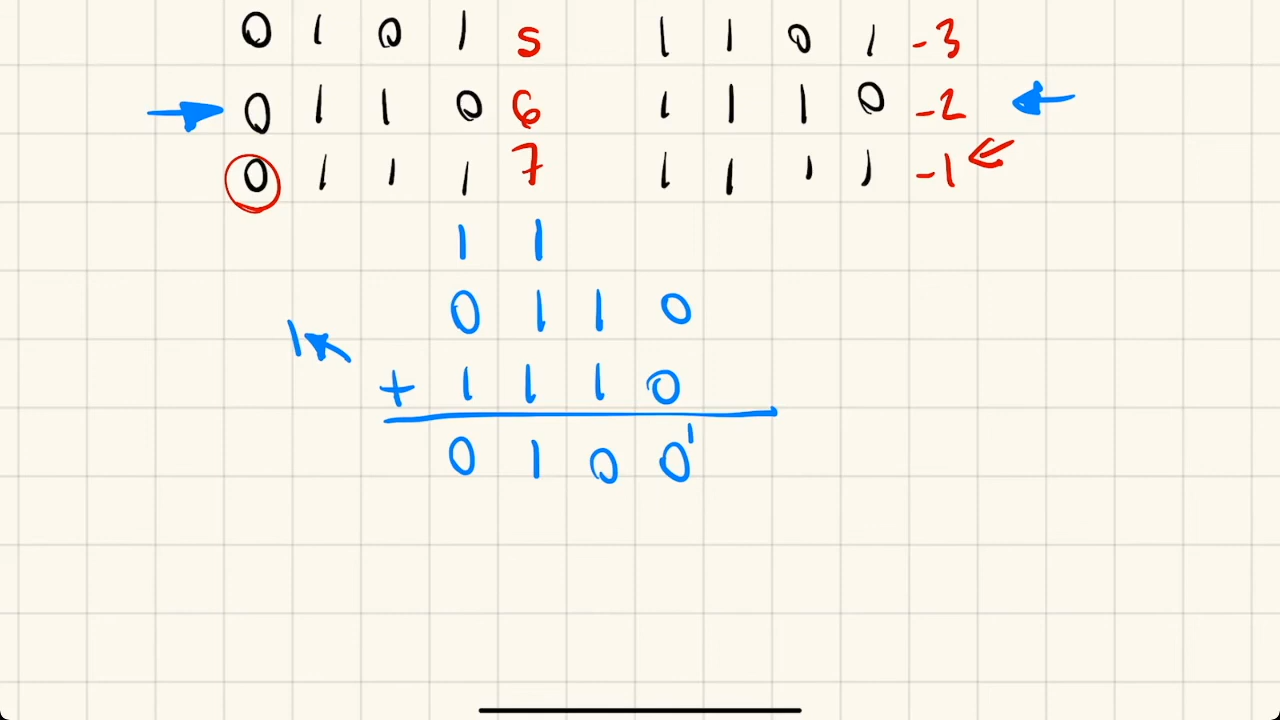 0 1 0 1 5 1 1 0 1 -3
0 1 1 0 6 1 1 1 0 -2
0 1 1 1 7 1 1 1 1 -1
1 1
0 1 1 0
1
+ 1 1 1 0
0 1 0 0 1